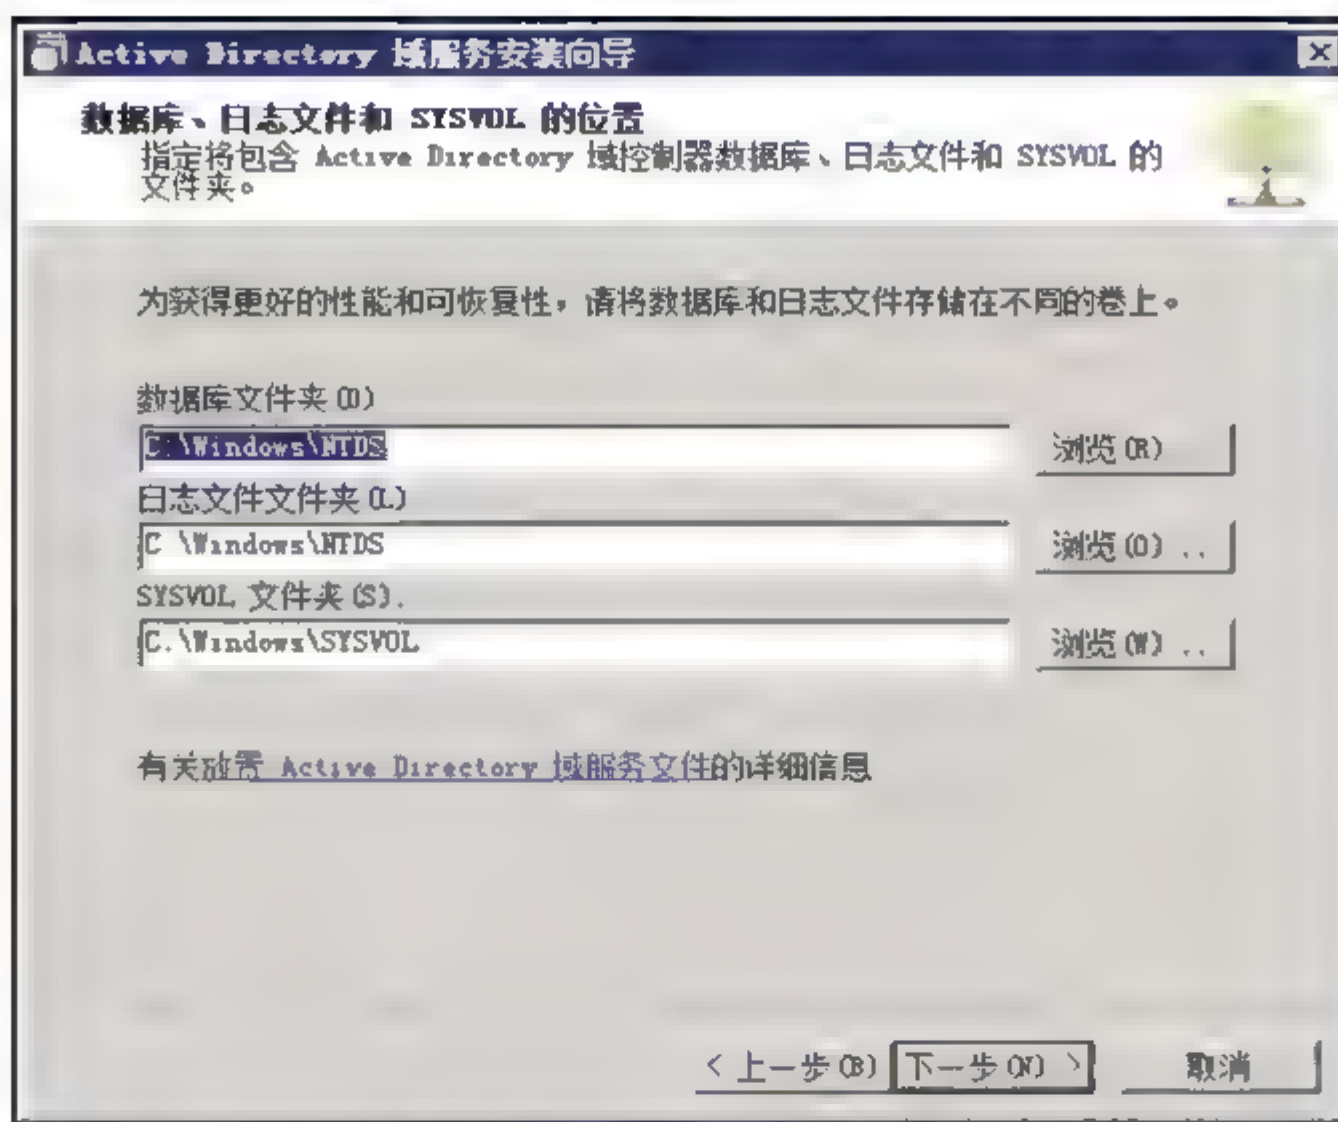 Active Directory 域服务安装向导
数据库、日志文件和 SYSVOL 的位置
指定将包含 Active Directory 域控制器数据库、日志文件和 SYSVOL 的
文件夹。
为获得更好的性能和可恢复性，请将数据库和日志文件存储在不同的卷上。
数据库文件夹(D)
C:\Windows\NTDS
浏览(R)
日志文件文件夹(L)
C \Windows\NTDS
浏览(O) ..
SYSVOL 文件夹(S).
C.\Windows\SYSVOL
浏览(W) ..
有关放置 Active Directory 域服务文件的详细信息
< 上一步(B) 下一步(N) > 取消